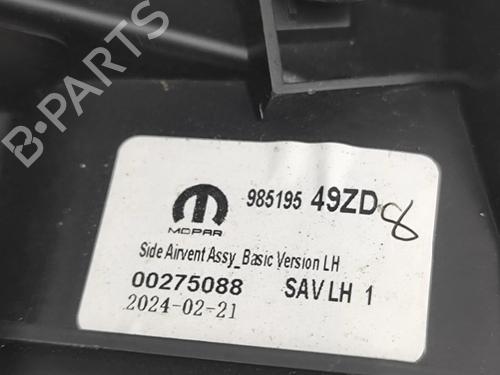 B-PARTS
985195 49ZD 8
MOPAR
Side Airvent Assy_Basic Version LH
00275088 SAV LH 1
2024-02-21